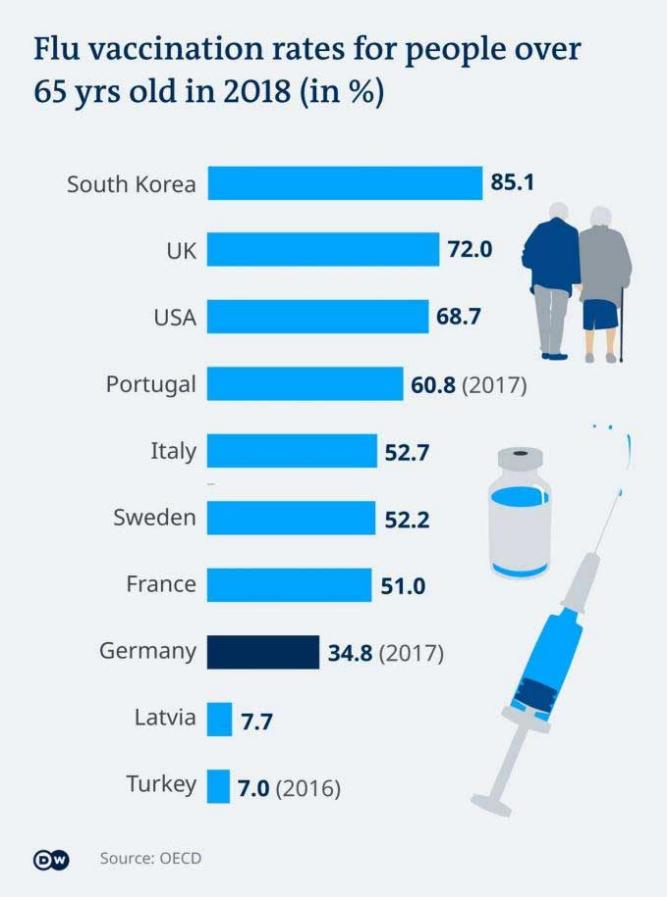 Flu vaccination rates for people over
65 yrs old in 2018 (in %)
South Korea 85.1
UK 72.0
USA 68.7
Portugal 60.8 (2017)
Italy 52.7
Sweden 52.2
France 51.0
Germany 34.8 (2017)
Latvia 7.7
Turkey 7.0 (2016)
DW Source: OECD